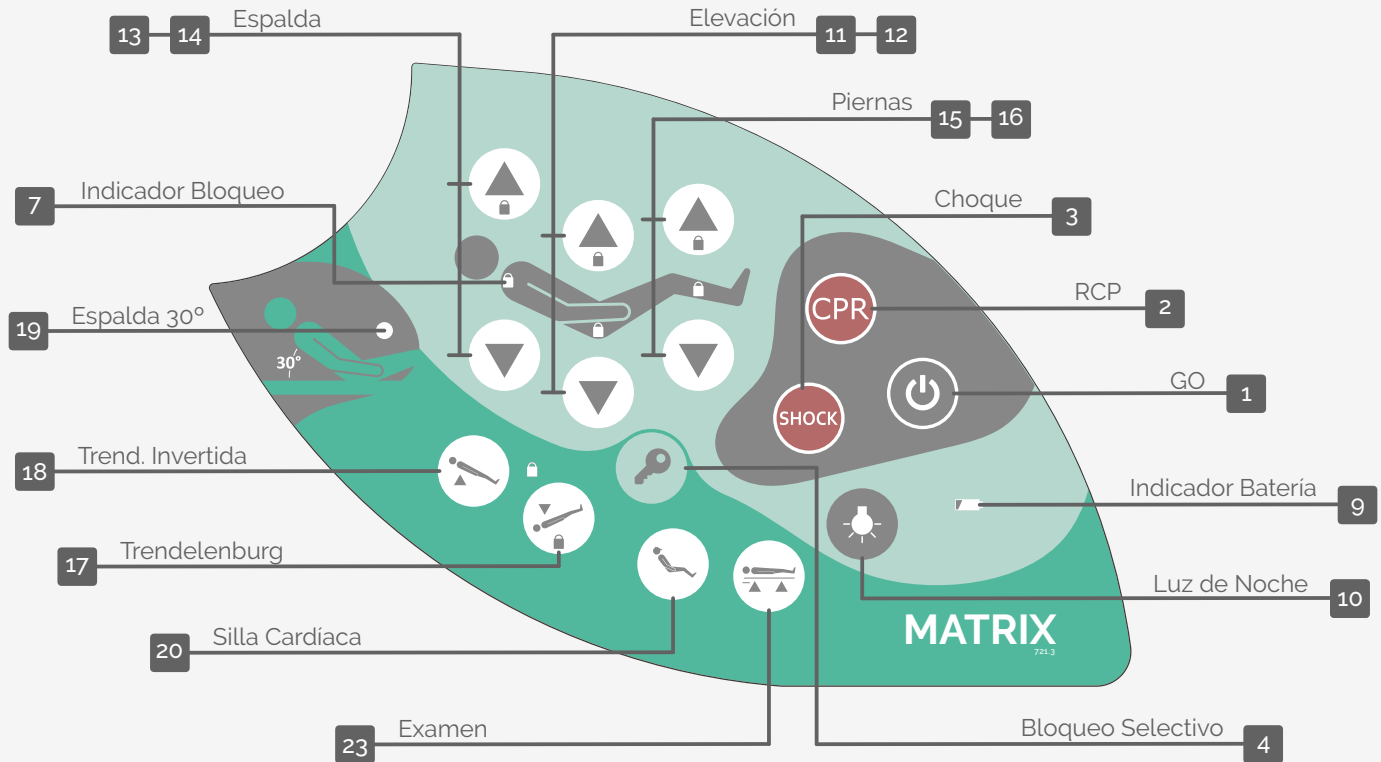 13 14 Espalda
Elevación 11 12
Piernas 15 16
7 Indicador Bloqueo
Choque 3
19 Espalda 30º
30º
CPR
RCP 2
SHOCK
GO 1
18 Trend. Invertida
Indicador Batería 9
17 Trendelenburg
Luz de Noche 10
20 Silla Cardíaca
MATRIX
721.3
23 Examen
Bloqueo Selectivo 4